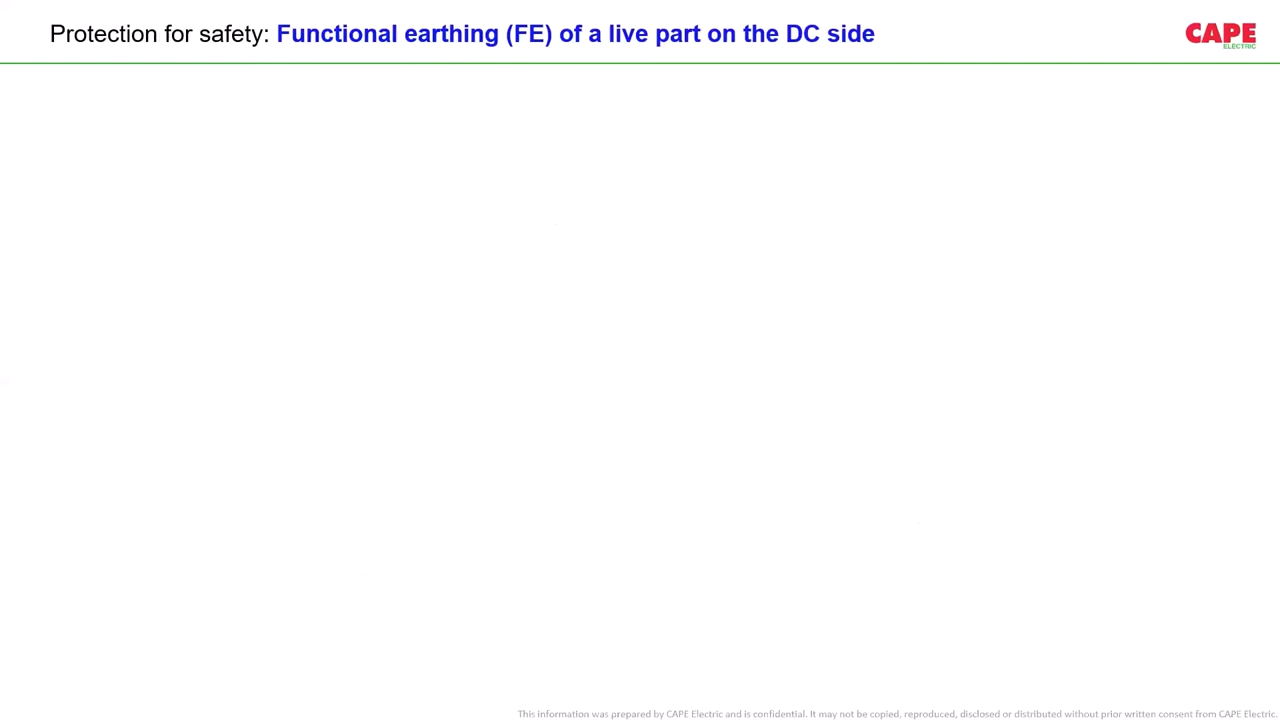 Protection for safety: Functional earthing (FE) of a live part on the DC side
CAPE
ELECTRIC
This information was prepared by CAPE Electric and is confidential. It may not be copied, reproduced, disclosed or distributed without prior written consent from CAPE Electric.